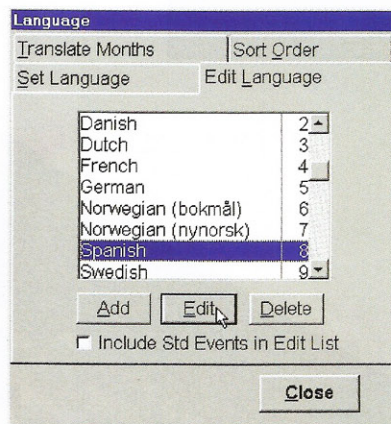 Language
Translate Months Sort Order
Set Language Edit Language
Danish 2
Dutch 3
French 4
German 5
Norwegian (bokmål) 6
Norwegian (nynorsk) 7
Spanish 8
Swedish 9
Add Edit Delete
Include Std Events in Edit List
Close